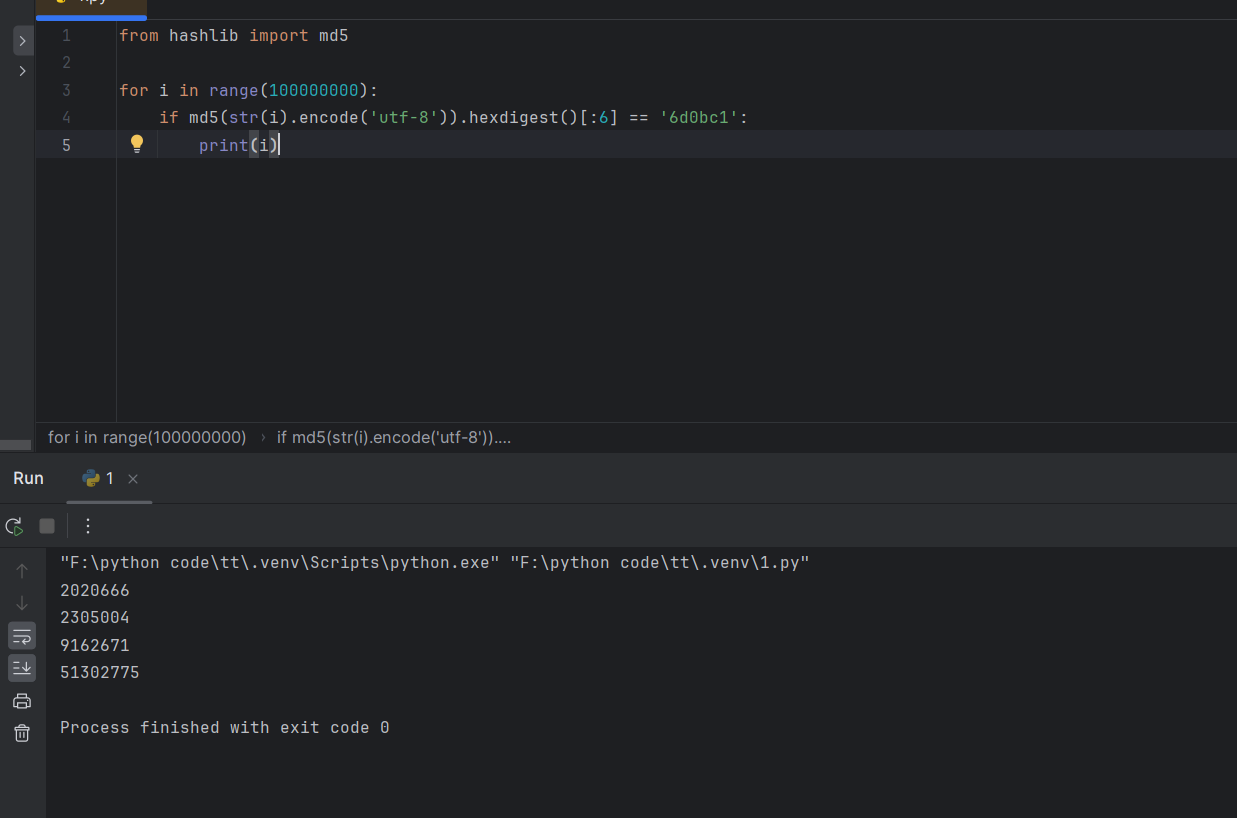 1 from hashlib import md5
2
3 for i in range(100000000):
4 if md5(str(i).encode('utf-8')).hexdigest()[:6] == '6d0bc1':
5 print(i)
for i in range(100000000) › if md5(str(i).encode('utf-8'))....
Run 1 ×
"F:\python code\tt\.venv\Scripts\python.exe" "F:\python code\tt\.venv\1.py"
2020666
2305004
9162671
51302775
Process finished with exit code 0